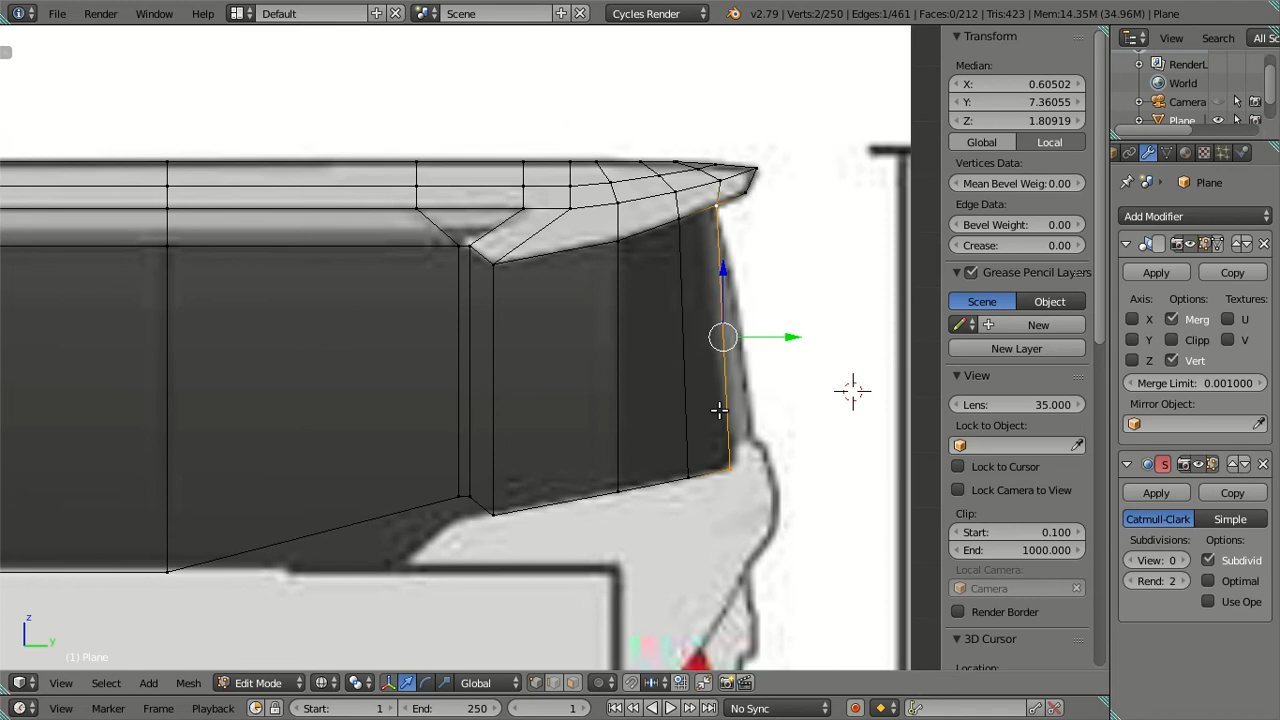 File Render Window Help Default Scene Cycles Render v2.79 | Verts:2/250 | Edges:1/461 | Faces:0/212 | Tris:423 | Mem:14.35M (34.96M) | Plane
Transform
Median:
X: 0.60502
Y: 7.36055
Z: 1.80919
Global Local
Vertices Data:
Mean Bevel Weig: 0.00
Edge Data:
Bevel Weight: 0.00
Crease: 0.00
Grease Pencil Layers
Scene Object
New
New Layer
View
Lens: 35.000
Lock to Object:
Lock to Cursor
Lock Camera to View
Clip:
Start: 0.100
End: 1000.000
Local Camera:
Camera
Render Border
3D Cursor
Location:
View Search All Sc
RenderL
World
Camera
Plane
Plane
Add Modifier
Apply Copy
Axis: Options: Textures:
X Merg U
Y Clipp V
Z Vert
Merge Limit: 0.001000
Mirror Object:
S
Apply Copy
Catmull-Clark Simple
Subdivisions: Options:
View: 0 Subdivid
Rend: 2 Optimal
Use Ope
z
y
(1) Plane
View Select Add Mesh Edit Mode Global
View Marker Frame Playback Start: 1 End: 250 1 No Sync